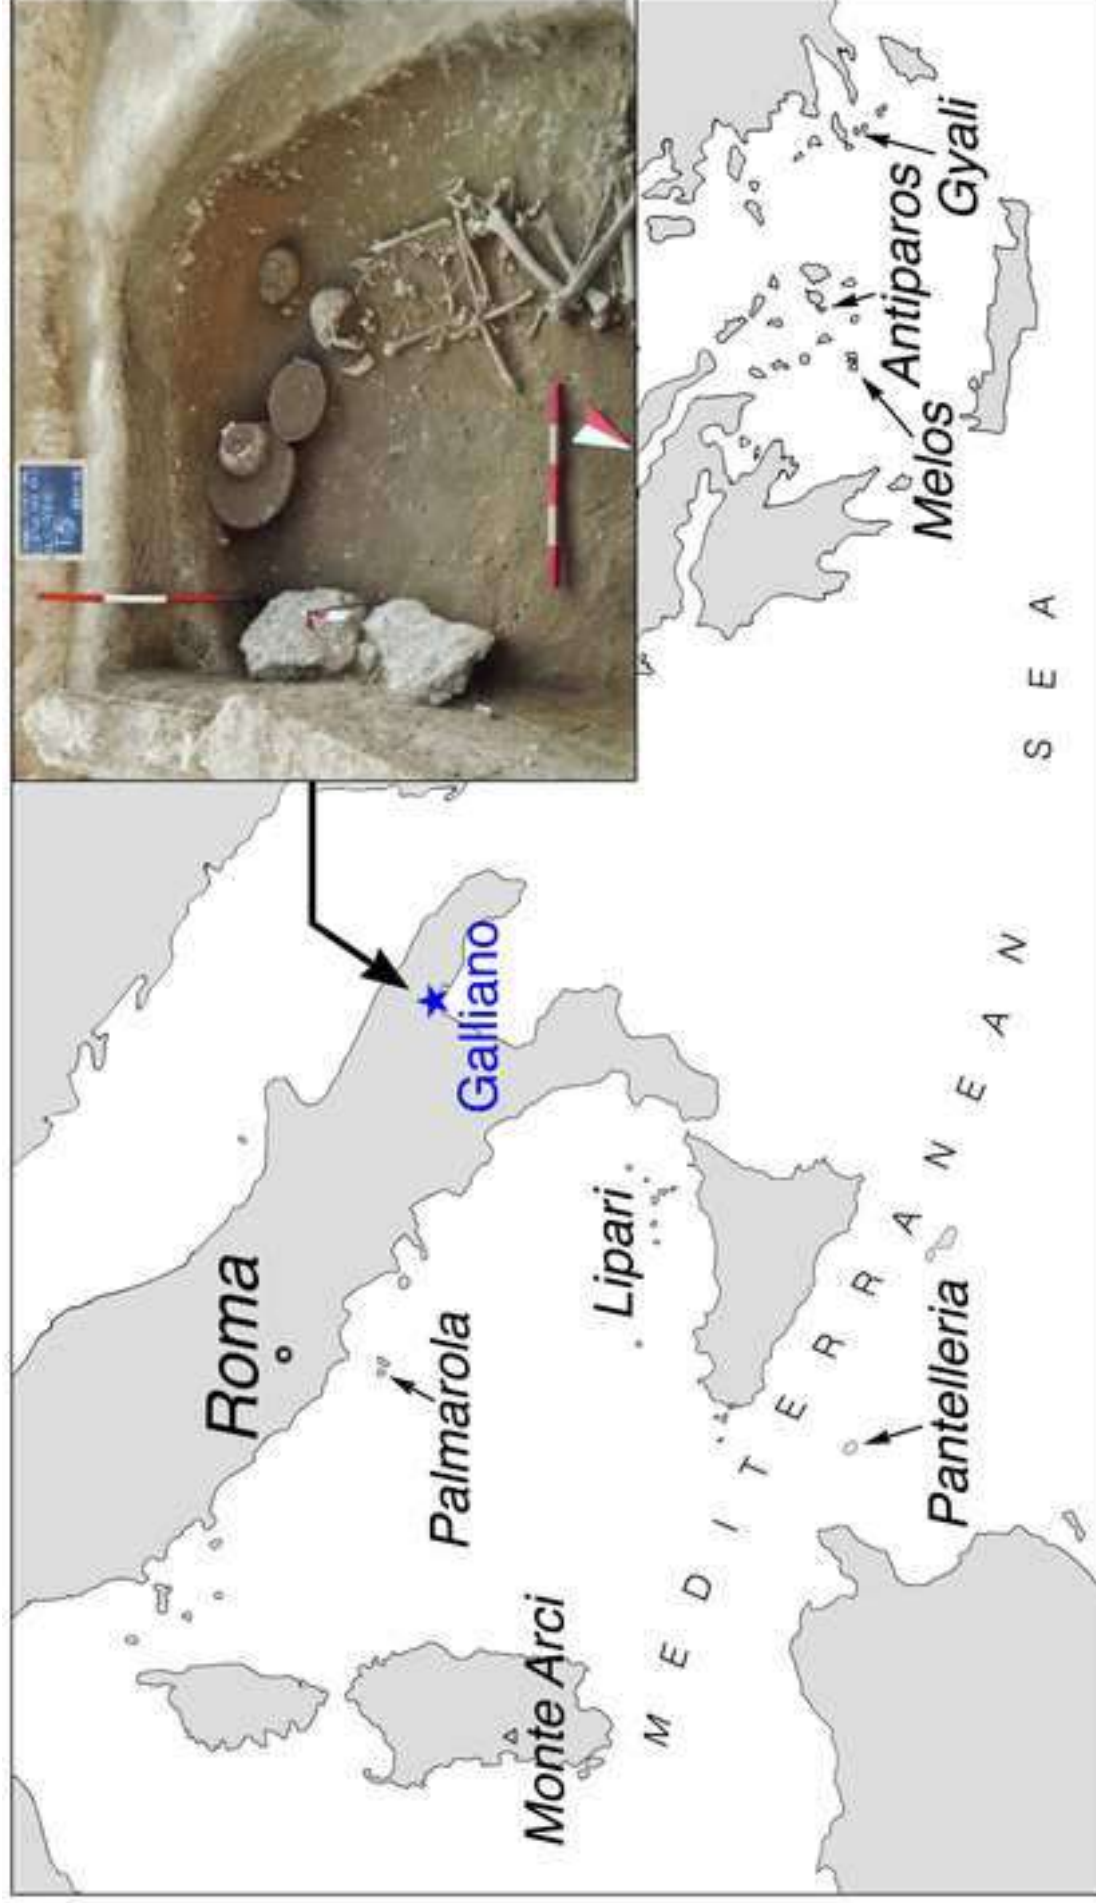 Roma
Galliano
Palmarola
Lipari
Monte Arci
Pantelleria
Melos
Antiparos
Gyali
MEDITERRANEAN SEA